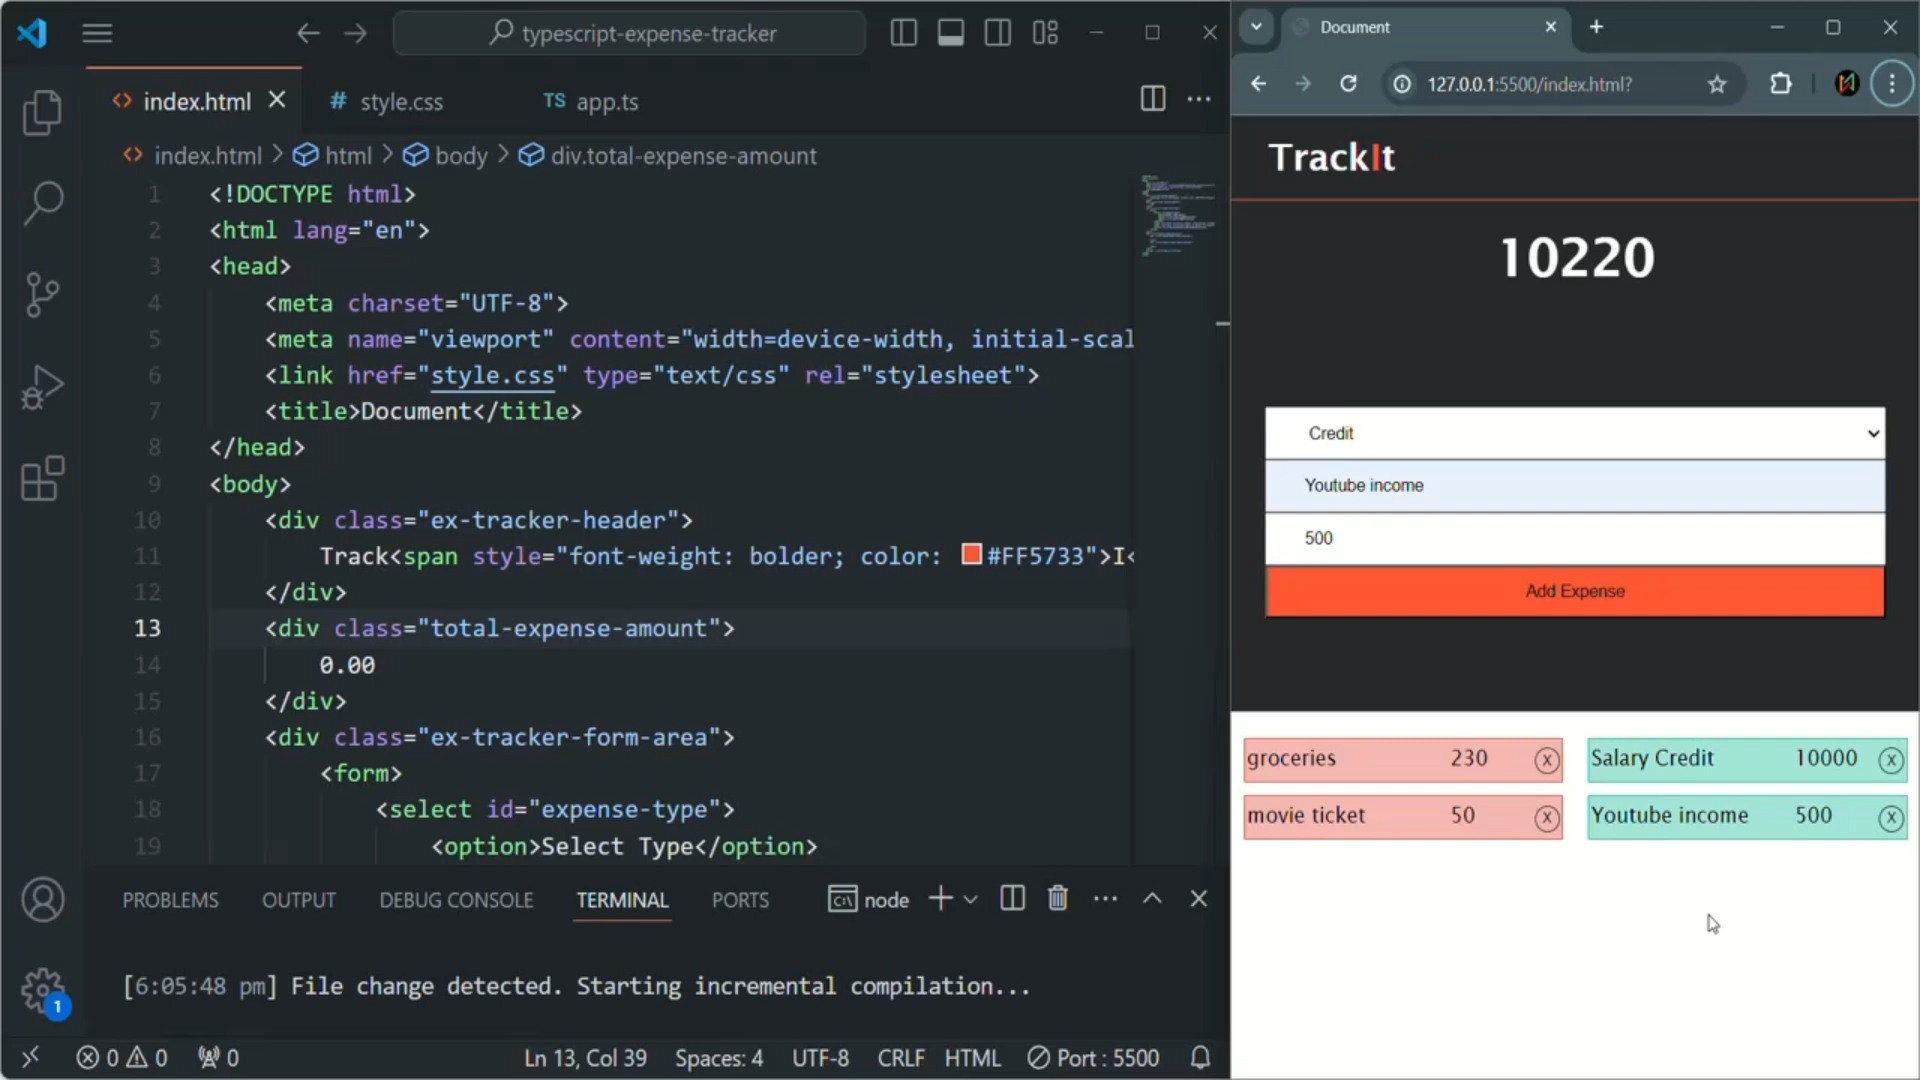 typescript-expense-tracker
index.html
# style.css
TS app.ts
index.html > html > body > div.total-expense-amount
1 <!DOCTYPE html>
2 <html lang="en">
3 <head>
4 <meta charset="UTF-8">
5 <meta name="viewport" content="width=device-width, initial-scal
6 <link href="style.css" type="text/css" rel="stylesheet">
7 <title>Document</title>
8 </head>
9 <body>
10 <div class="ex-tracker-header">
11 Track<span style="font-weight: bolder; color: #FF5733">I<
12 </div>
13 <div class="total-expense-amount">
14 0.00
15 </div>
16 <div class="ex-tracker-form-area">
17 <form>
18 <select id="expense-type">
19 <option>Select Type</option>
PROBLEMS OUTPUT DEBUG CONSOLE TERMINAL PORTS node
[6:05:48 pm] File change detected. Starting incremental compilation...
1
0 0 0 Ln 13, Col 39 Spaces: 4 UTF-8 CRLF HTML Port : 5500
Document
127.0.0.1:5500/index.html?
TrackIt
10220
Credit
Youtube income
500
Add Expense
groceries 230 X
Salary Credit 10000 X
movie ticket 50 X
Youtube income 500 X